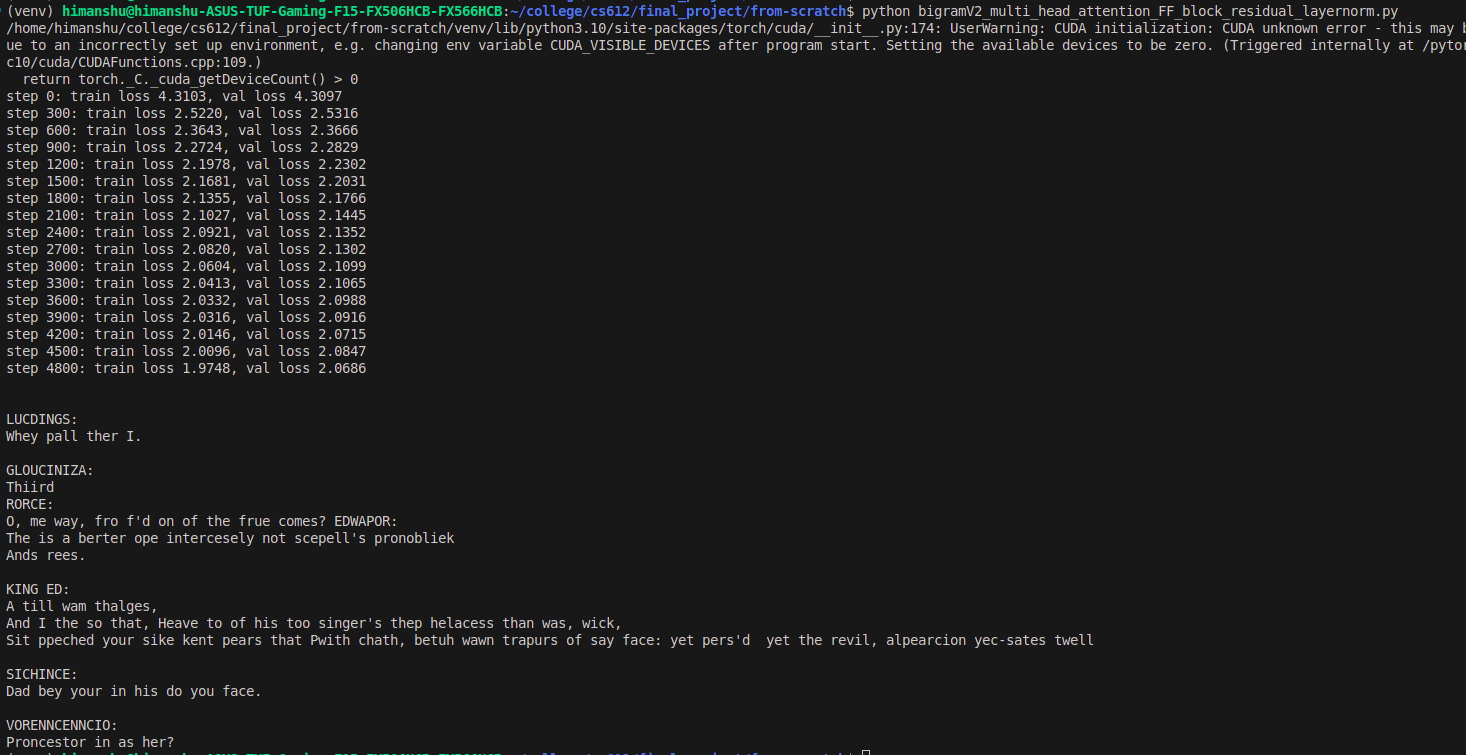 (venv) himanshu@himanshu-ASUS-TUF-Gaming-F15-FX506HCB-FX566HCB:~/college/cs612/final_project/from-scratch$ python bigramV2_multi_head_attention_FF_block_residual_layernorm.py
/home/himanshu/college/cs612/final_project/from-scratch/venv/lib/python3.10/site-packages/torch/cuda/__init__.py:174: UserWarning: CUDA initialization: CUDA unknown error - this may
ue to an incorrectly set up environment, e.g. changing env variable CUDA_VISIBLE_DEVICES after program start. Setting the available devices to be zero. (Triggered internally at
c10/cuda/CUDAFunctions.cpp:109.)
  return torch._C._cuda_getDeviceCount() > 0
step 0: train loss 4.3103, val loss 4.3097
step 300: train loss 2.5220, val loss 2.5316
step 600: train loss 2.3643, val loss 2.3666
step 900: train loss 2.2724, val loss 2.2829
step 1200: train loss 2.1978, val loss 2.2302
step 1500: train loss 2.1681, val loss 2.2031
step 1800: train loss 2.1355, val loss 2.1766
step 2100: train loss 2.1027, val loss 2.1445
step 2400: train loss 2.0921, val loss 2.1352
step 2700: train loss 2.0820, val loss 2.1302
step 3000: train loss 2.0604, val loss 2.1099
step 3300: train loss 2.0413, val loss 2.1065
step 3600: train loss 2.0332, val loss 2.0988
step 3900: train loss 2.0316, val loss 2.0916
step 4200: train loss 2.0146, val loss 2.0715
step 4500: train loss 2.0096, val loss 2.0847
step 4800: train loss 1.9748, val loss 2.0686
LUCDINGS:
Whey pall ther I.
GLOUCINIZA:
Thiird
RORCE:
O, me way, fro f'd on of the frue comes? EDWAPOR:
The is a berter ope intercesely not scepell's pronobliek
Ands rees.
KING ED:
A till wam thalges,
And I the so that, Heave to of his too singer's thep helacess than was, wick,
Sit ppeched your sike kent pears that Pwith chath, betuh wawn trapurs of say face: yet pers'd  yet the revil, alpearcion yec-sates twell
SICHINCE:
Dad bey your in his do you face.
VORENNCENNCIO:
Proncestor in as her?